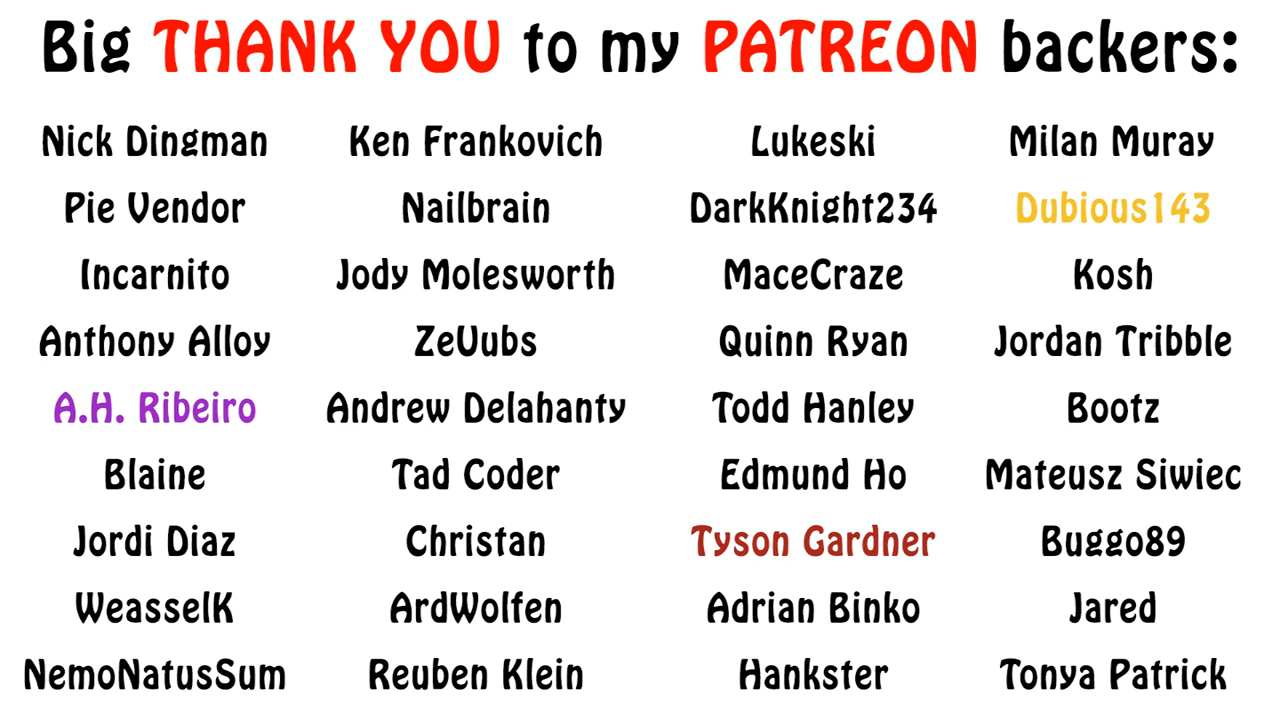 Big THANK YOU to my PATREON backers:
Nick Dingman Ken Frankovich Lukeski Milan Muray
Pie Vendor Nailbrain DarkKnight234 Dubious143
Incarnito Jody Molesworth MaceCraze Kosh
Anthony Alloy ZeVubs Quinn Ryan Jordan Tribble
A.H. Ribeiro Andrew Delahanty Todd Hanley Bootz
Blaine Tad Coder Edmund Ho Mateusz Siwiec
Jordi Diaz Christan Tyson Gardner Buggo89
WeasselK ArdWolfen Adrian Binko Jared
NemoNatusSum Reuben Klein Hankster Tonya Patrick